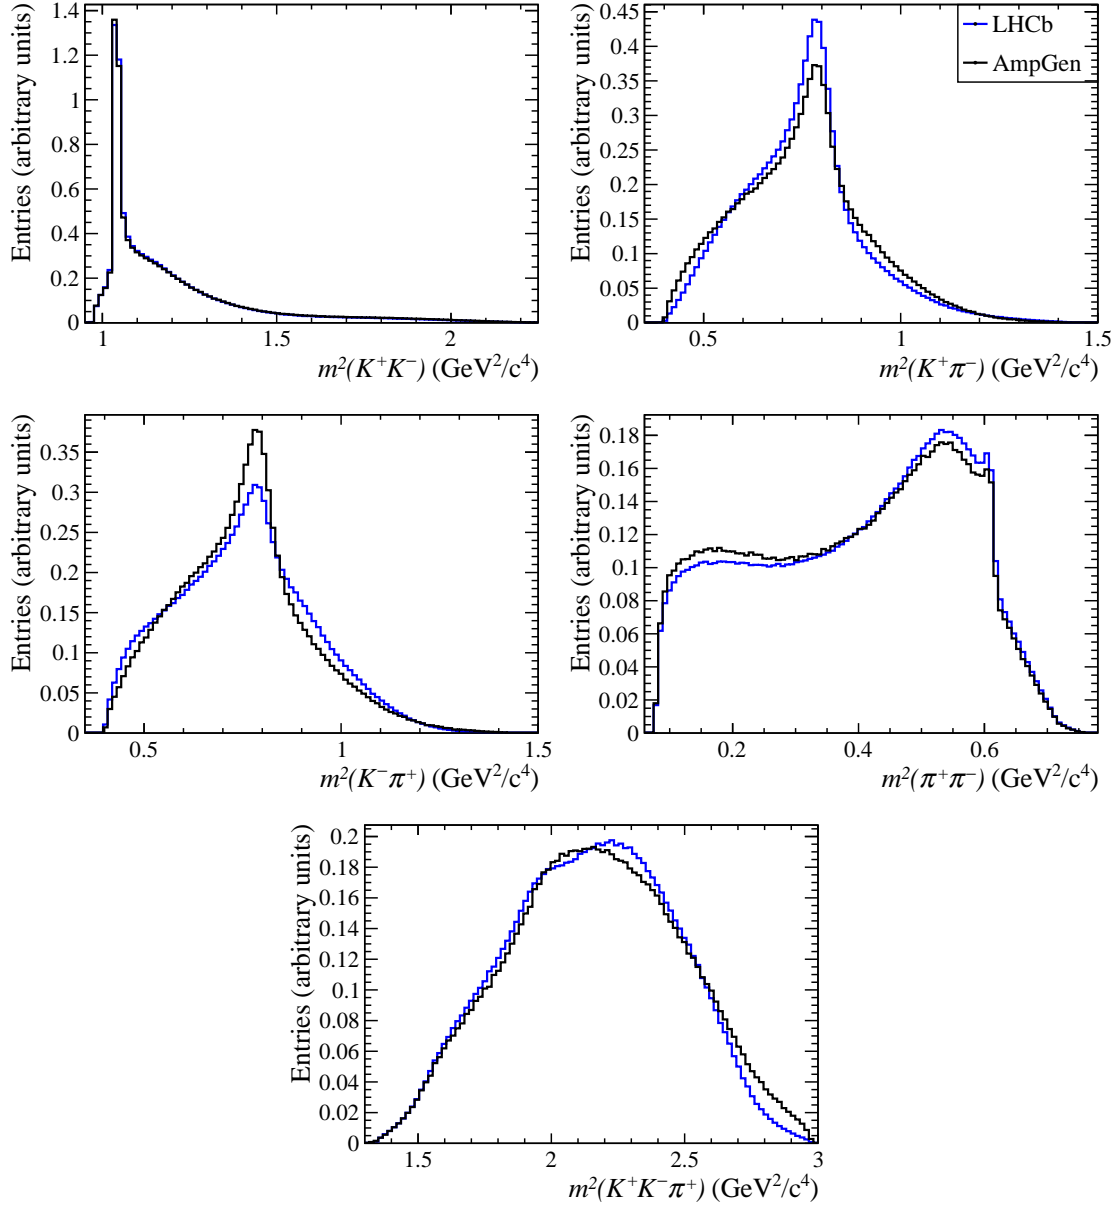 Entries (arbitrary units)
1.4
1.2
1
0.8
0.6
0.4
0.2
0
1 1.5 2
m²(K⁺K⁻) (GeV²/c⁴)
Entries (arbitrary units)
0.45
0.4
0.35
0.3
0.25
0.2
0.15
0.1
0.05
0
0.5 1 1.5
m²(K⁺π⁻) (GeV²/c⁴)
LHCb
AmpGen
Entries (arbitrary units)
0.35
0.3
0.25
0.2
0.15
0.1
0.05
0
0.5 1 1.5
m²(K⁻π⁺) (GeV²/c⁴)
Entries (arbitrary units)
0.18
0.16
0.14
0.12
0.1
0.08
0.06
0.04
0.02
0
0.2 0.4 0.6
m²(π⁺π⁻) (GeV²/c⁴)
Entries (arbitrary units)
0.2
0.18
0.16
0.14
0.12
0.1
0.08
0.06
0.04
0.02
0
1.5 2 2.5 3
m²(K⁺K⁻π⁺) (GeV²/c⁴)